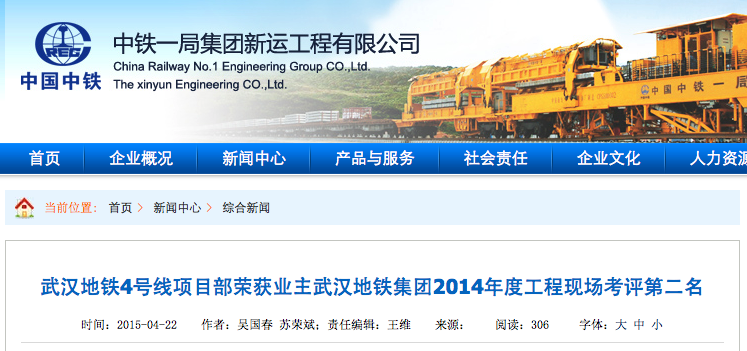 CREG
中国中铁
中铁一局集团新运工程有限公司
China Railway No.1 Engineering Group CO.,Ltd.
The xinyun Engineering CO.,Ltd
中国中铁一局
首页 企业概况 新闻中心 产品与服务 社会责任 企业文化 人力资源
当前位置: 首页 > 新闻中心 > 综合新闻
武汉地铁4号线项目部荣获业主武汉地铁集团2014年度工程现场考评第二名
时间：2015-04-22 作者：吴国春 苏荣斌；责任编辑：王维 来源： 阅读：306 字体：大 中 小